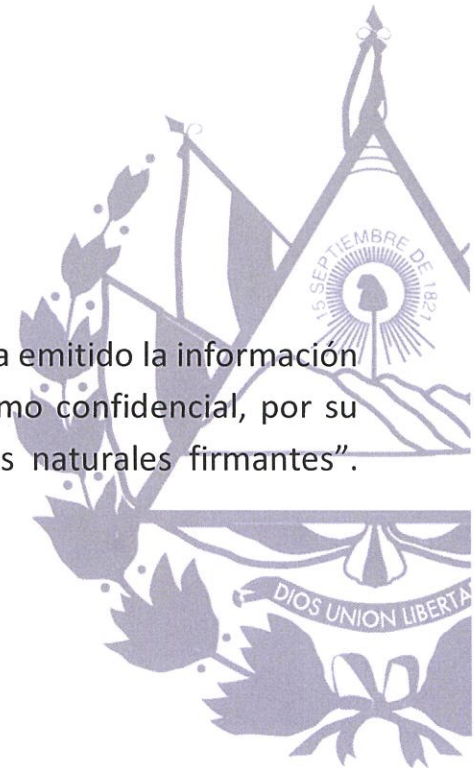 15 SEPTIEMBRE DE 1821
a emitido la información
mo confidencial, por su
s naturales firmantes”.
DIOS UNION LIBERTA